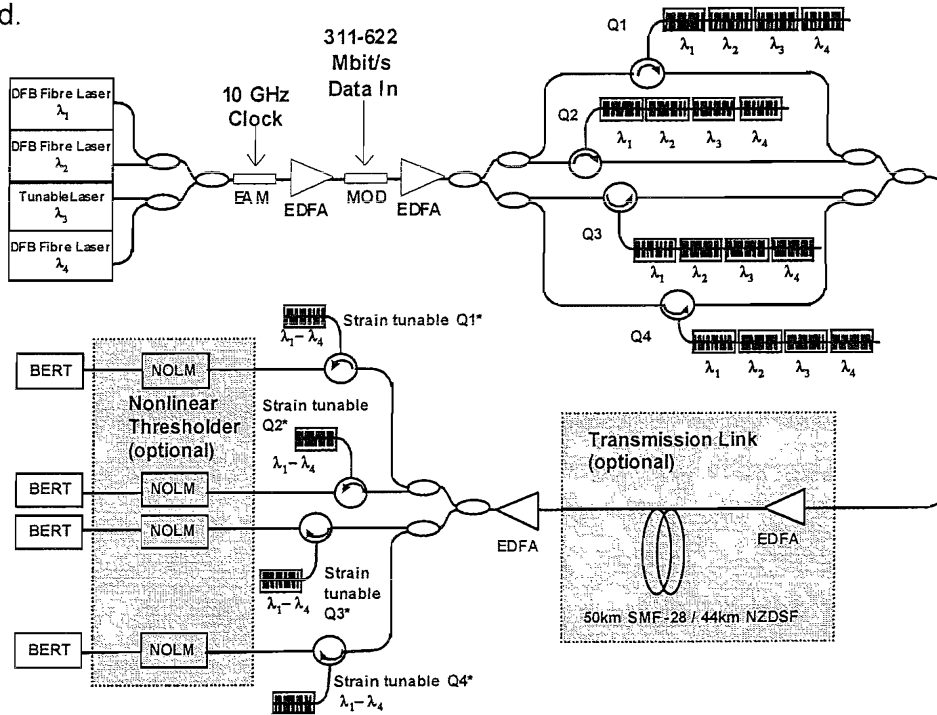 d.
DFB Fibre Laser
λ1
DFB Fibre Laser
λ2
Tunable Laser
λ3
DFB Fibre Laser
λ4
10 GHz
Clock
EAM
EDFA
311-622
Mbit/s
Data In
MOD
EDFA
Q1
λ1 λ2 λ3 λ4
Q2
λ1 λ2 λ3 λ4
Q3
λ1 λ2 λ3 λ4
Q4
λ1 λ2 λ3 λ4
Strain tunable Q1*
λ1– λ4
BERT
NOLM
Nonlinear
Thresholder
(optional)
Strain tunable
Q2*
λ1– λ4
BERT
NOLM
BERT
NOLM
λ1– λ4
Strain
tunable
Q3*
BERT
NOLM
Strain tunable Q4*
λ1– λ4
EDFA
Transmission Link
(optional)
EDFA
50km SMF-28 / 44km NZDSF